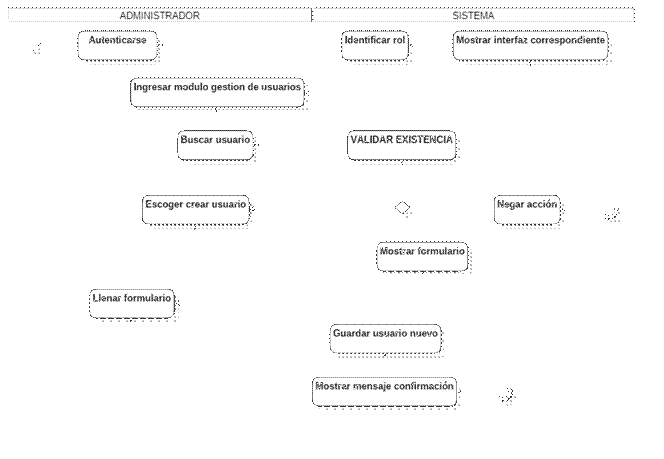 ADMINISTRADOR
SISTEMA
Autenticarse
Identificar rol
Mostrar interfaz correspondiente
Ingresar modulo gestion de usuarios
Buscar usuario
VALIDAR EXISTENCIA
Escoger crear usuario
Negar acción
Mostrar formulario
Llenar formulario
Guardar usuario nuevo
Mostrar mensaje confirmación